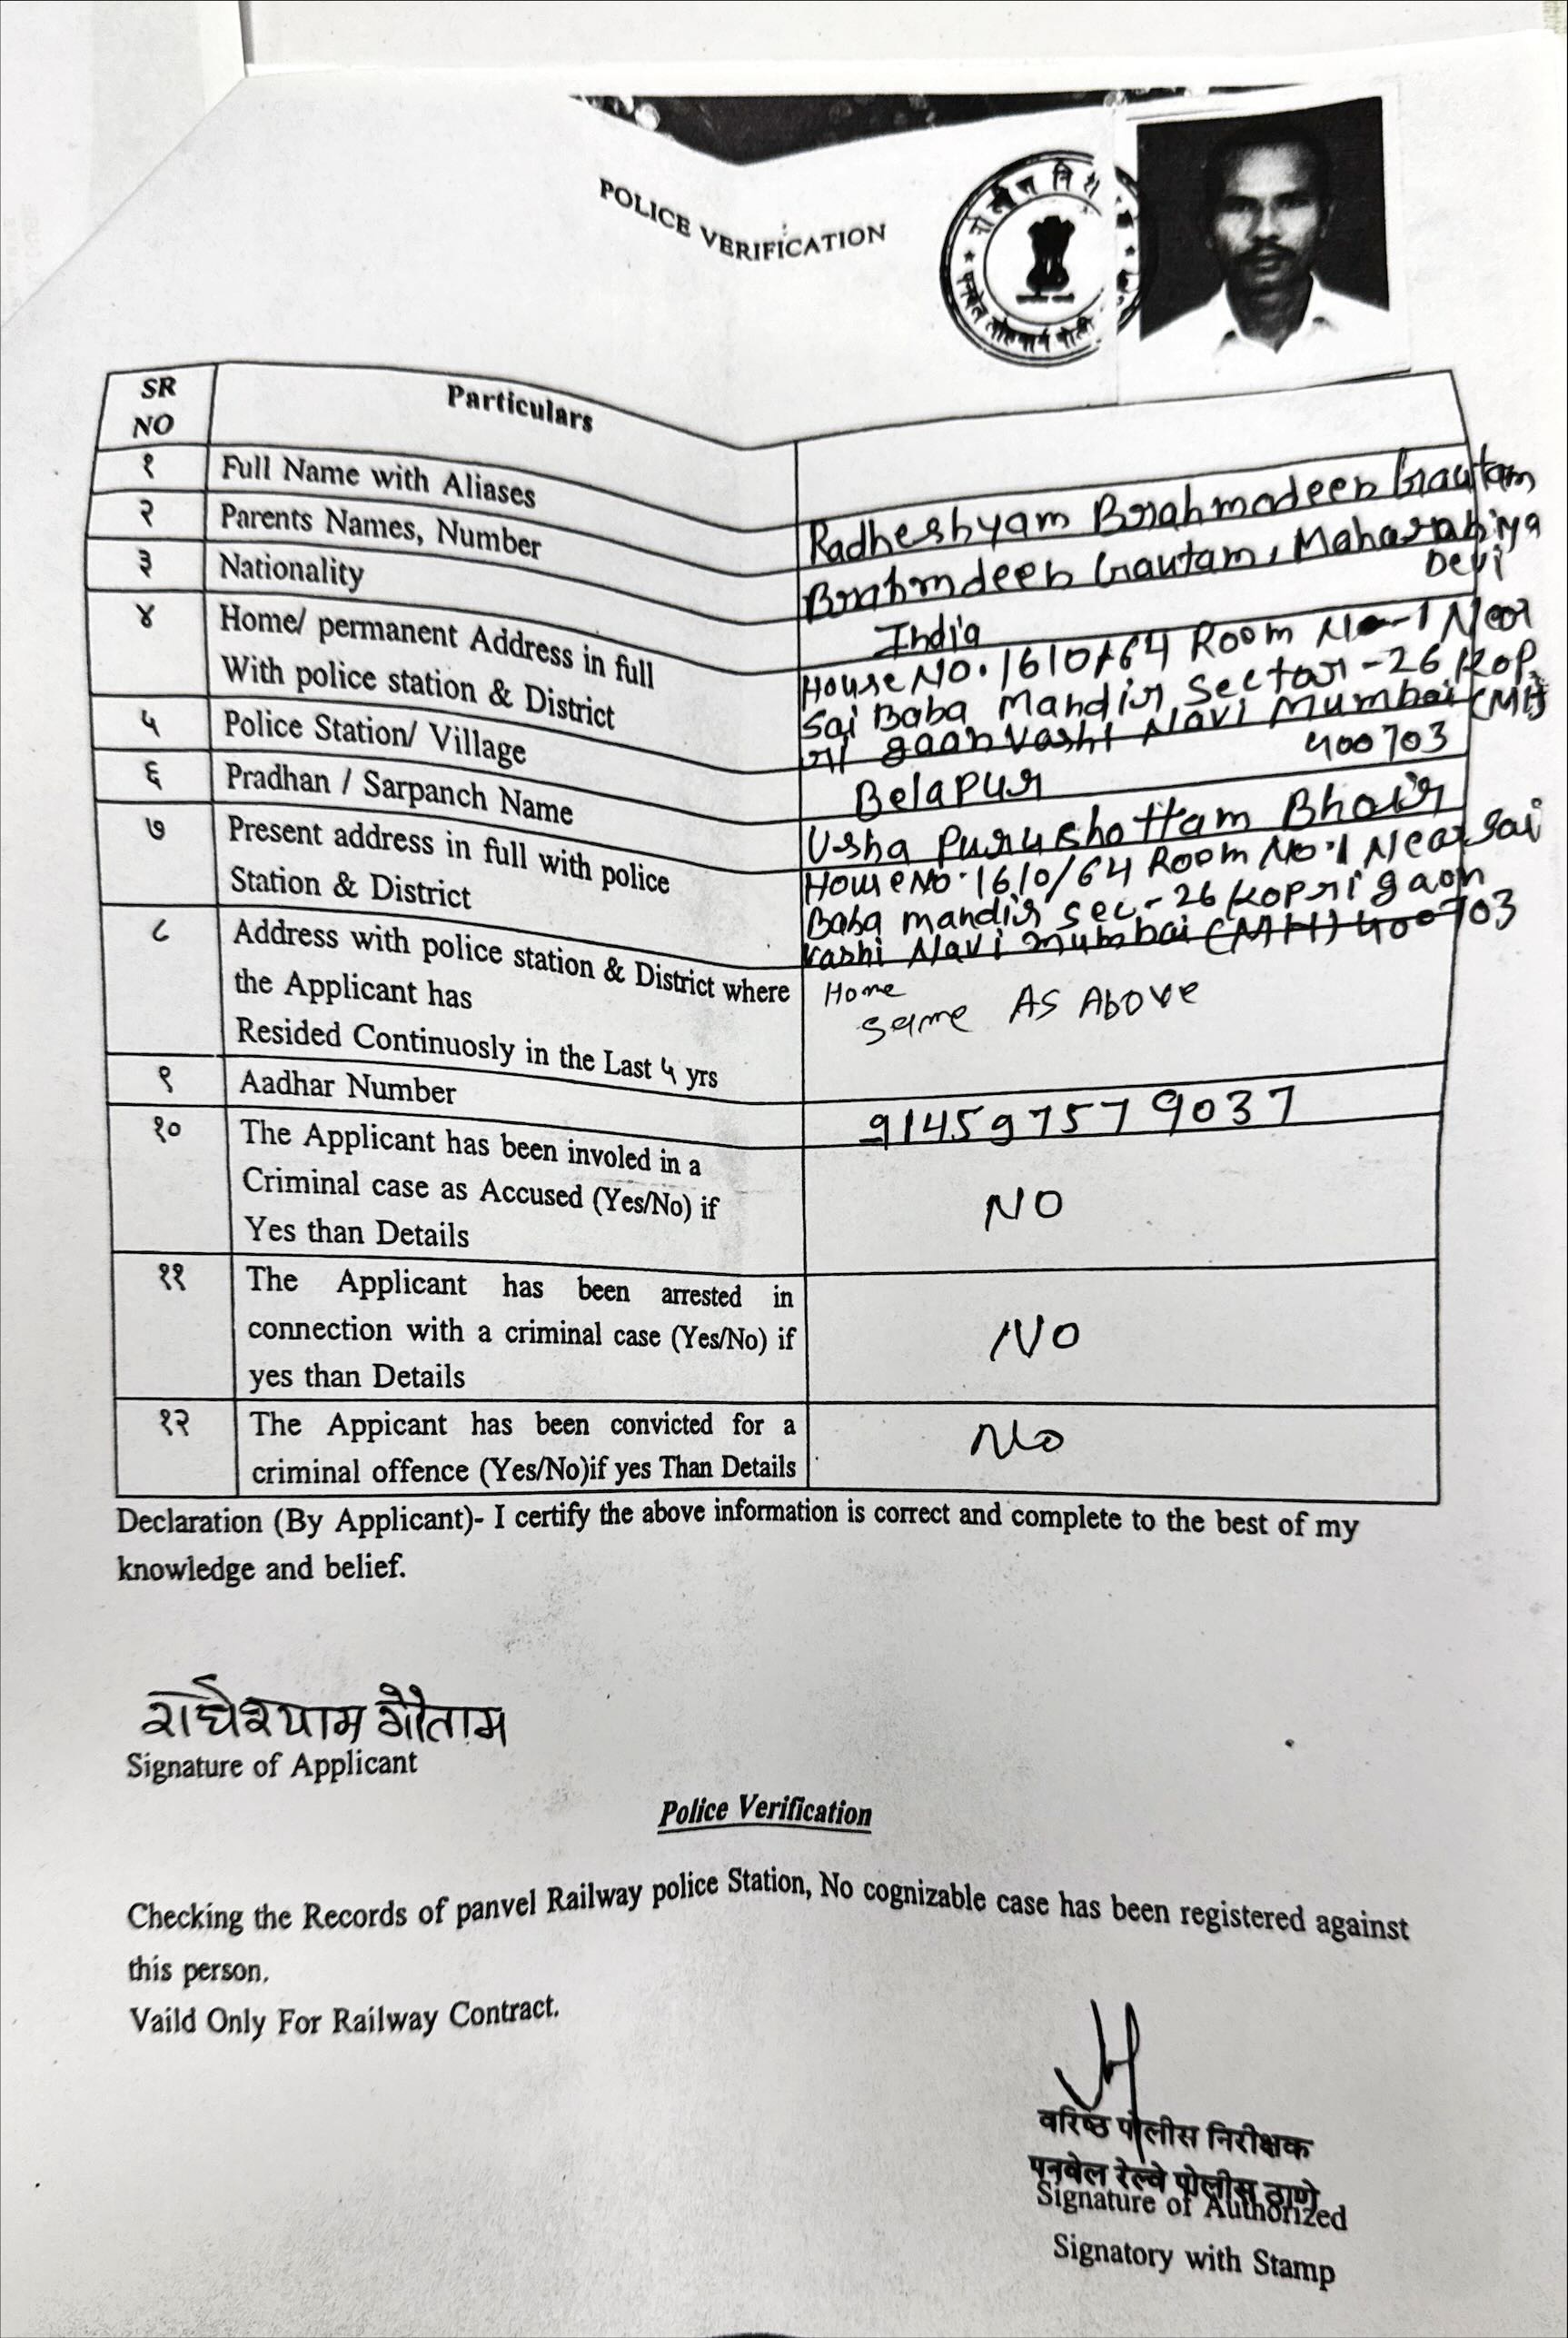 POLICE VERIFICATION
पोलीस निरी
पनवेल लोहमार्ग पोली
SR NO
Particulars
१ Full Name with Aliases Radheshyam Brahmadeeb Gautam
२ Parents Names, Number Brahmdeeb Gautam, Maharabiya Devi
३ Nationality India
४ Home/ permanent Address in full House No. 1610/64 Room No-1 Near
With police station & District Sai Baba Mandir Sector-26 Kop
ri gaon Vashi Navi Mumbai (MH)
400703
५ Police Station/ Village Belapur
६ Pradhan / Sarpanch Name Usha Purushottam Bhoir
७ Present address in full with police House No. 1610/64 Room No.1 Near Sai
Station & District Baba mandir sec.-26 Kopri gaon
Vashi Navi mumbai (MH) 400703
८ Address with police station & District where Home
the Applicant has Same As Above
Resided Continuosly in the Last ५ yrs
९ Aadhar Number 914597579037
१० The Applicant has been involed in a
Criminal case as Accused (Yes/No) if NO
Yes than Details
११ The Applicant has been arrested in
connection with a criminal case (Yes/No) if NO
yes than Details
१२ The Appicant has been convicted for a No
criminal offence (Yes/No)if yes Than Details
Declaration (By Applicant)- I certify the above information is correct and complete to the best of my
knowledge and belief.
राधेश्याम गौताम
Signature of Applicant
Police Verification
Checking the Records of panvel Railway police Station, No cognizable case has been registered against
this person.
Vaild Only For Railway Contract.
वरिष्ठ पोलीस निरीक्षक
पनवेल रेल्वे पोलीस ठाणे
Signature of Authorized
Signatory with Stamp